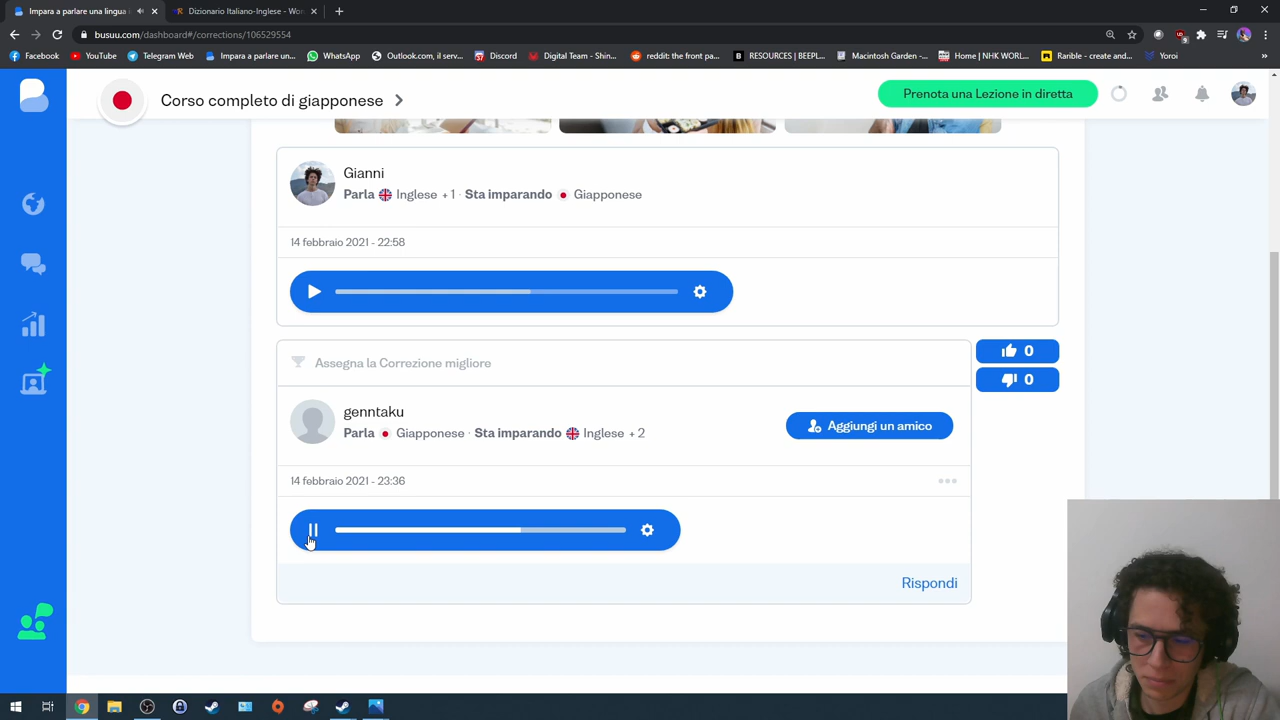 Impara a parlare una lingua
Dizionario Italiano-Inglese - Wor
busuu.com/dashboard#/corrections/106529554
Facebook
YouTube
Telegram Web
Impara a parlare un...
WhatsApp
Outlook.com, il serv...
Discord
Digital Team - Shin...
reddit: the front pa...
RESOURCES | BEEPL...
Macintosh Garden -...
Home | NHK WORL...
Rarible - create and...
Yoroi
»
Corso completo di giapponese
Prenota una Lezione in diretta
Gianni
Parla Inglese + 1 · Sta imparando Giapponese
14 febbraio 2021 - 22:58
Assegna la Correzione migliore
0
0
genntaku
Parla Giapponese · Sta imparando Inglese + 2
Aggiungi un amico
14 febbraio 2021 - 23:36
Rispondi